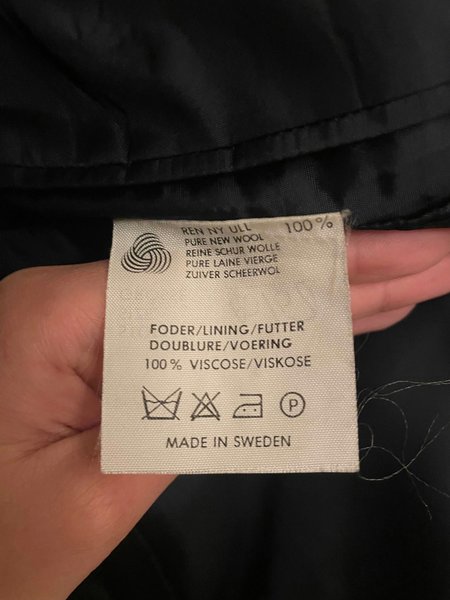 REN NY ULL 100%
PURE NEW WOOL
REINE SCHUR WOLLE
PURE LAINE VIERGE
ZUIVER SCHEERWOL
FODER/LINING/FUTTER
DOUBLURE/VOERING
100% VISCOSE/VISKOSE
P
MADE IN SWEDEN